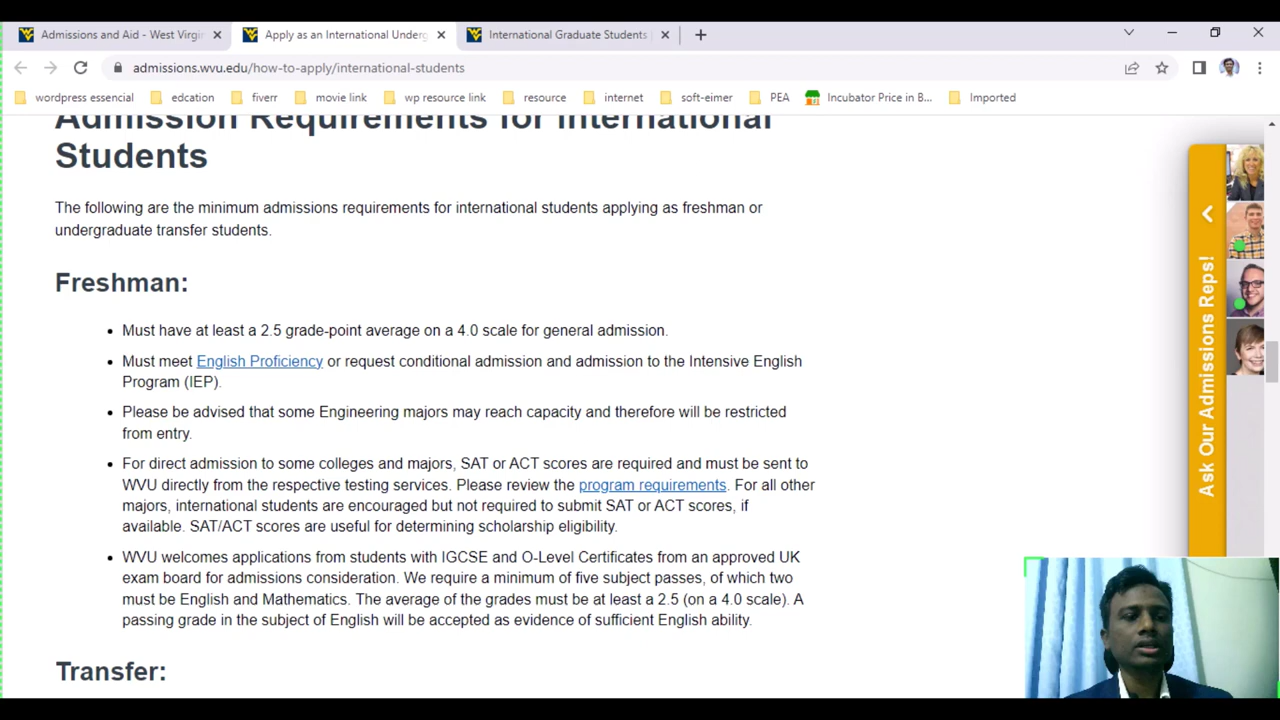 Admissions and Aid - West Virgin
Apply as an International Underg
International Graduate Students
admissions.wvu.edu/how-to-apply/international-students
wordpress essencial
edcation
fiverr
movie link
wp resource link
resource
internet
soft-eimer
PEA
Incubator Price in B...
Imported
Admission Requirements for International
Students
The following are the minimum admissions requirements for international students applying as freshman or
undergraduate transfer students.
Freshman:
• Must have at least a 2.5 grade-point average on a 4.0 scale for general admission.
• Must meet English Proficiency or request conditional admission and admission to the Intensive English
Program (IEP).
• Please be advised that some Engineering majors may reach capacity and therefore will be restricted
from entry.
• For direct admission to some colleges and majors, SAT or ACT scores are required and must be sent to
WVU directly from the respective testing services. Please review the program requirements. For all other
majors, international students are encouraged but not required to submit SAT or ACT scores, if
available. SAT/ACT scores are useful for determining scholarship eligibility.
• WVU welcomes applications from students with IGCSE and O-Level Certificates from an approved UK
exam board for admissions consideration. We require a minimum of five subject passes, of which two
must be English and Mathematics. The average of the grades must be at least a 2.5 (on a 4.0 scale). A
passing grade in the subject of English will be accepted as evidence of sufficient English ability.
Transfer:
Ask Our Admissions Reps!